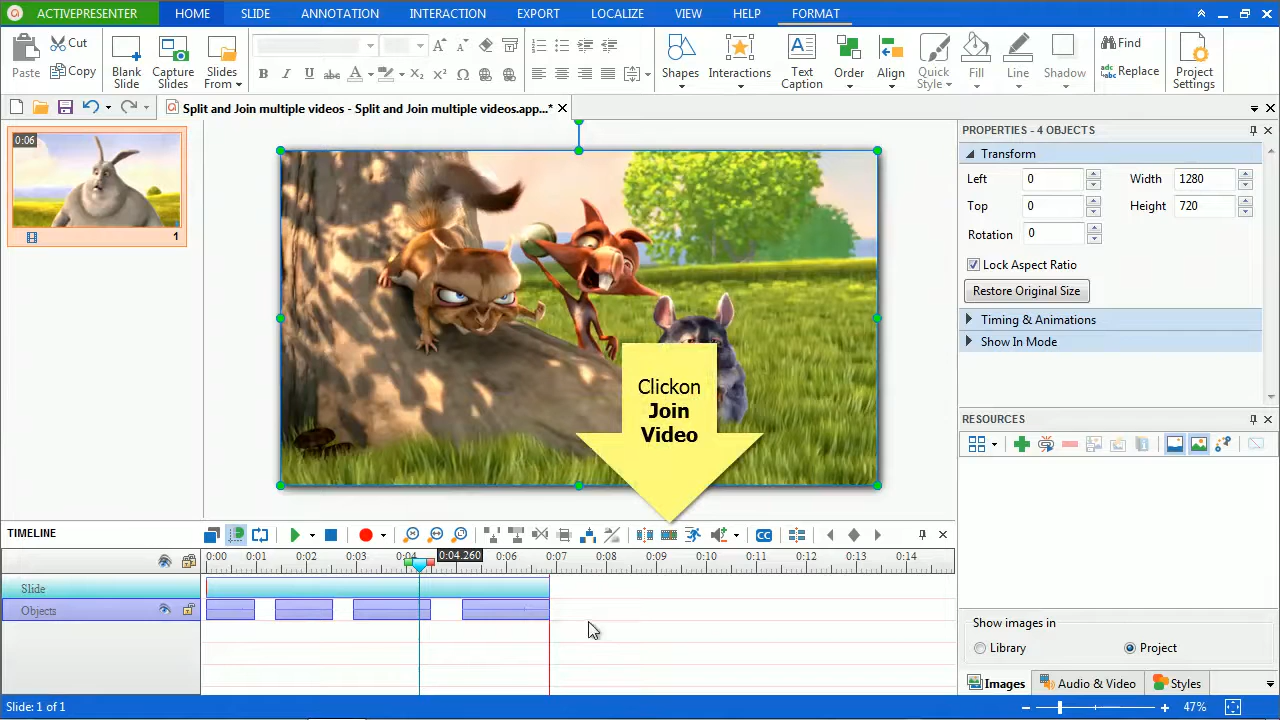 ACTIVEPRESENTER HOME SLIDE ANNOTATION INTERACTION EXPORT LOCALIZE VIEW HELP FORMAT
Paste
Cut
Copy
Blank
Slide
Capture
Slides
Slides
From
Shapes
Interactions
Text
Caption
Order
Align
Quick
Style
Fill
Line
Shadow
Find
Replace
Project
Settings
Split and Join multiple videos - Split and Join multiple videos.app...*
0:06
1
Clickon
Join
Video
PROPERTIES - 4 OBJECTS
Transform
Left 0 Width 1280
Top 0 Height 720
Rotation 0
Lock Aspect Ratio
Restore Original Size
Timing & Animations
Show In Mode
RESOURCES
Show images in
Library Project
Images Audio & Video Styles
TIMELINE
CC
0:00 0:01 0:02 0:03 0:04 0:04.260 0:06 0:07 0:08 0:09 0:10 0:11 0:12 0:13 0:14
Slide
Objects
Slide: 1 of 1
47%